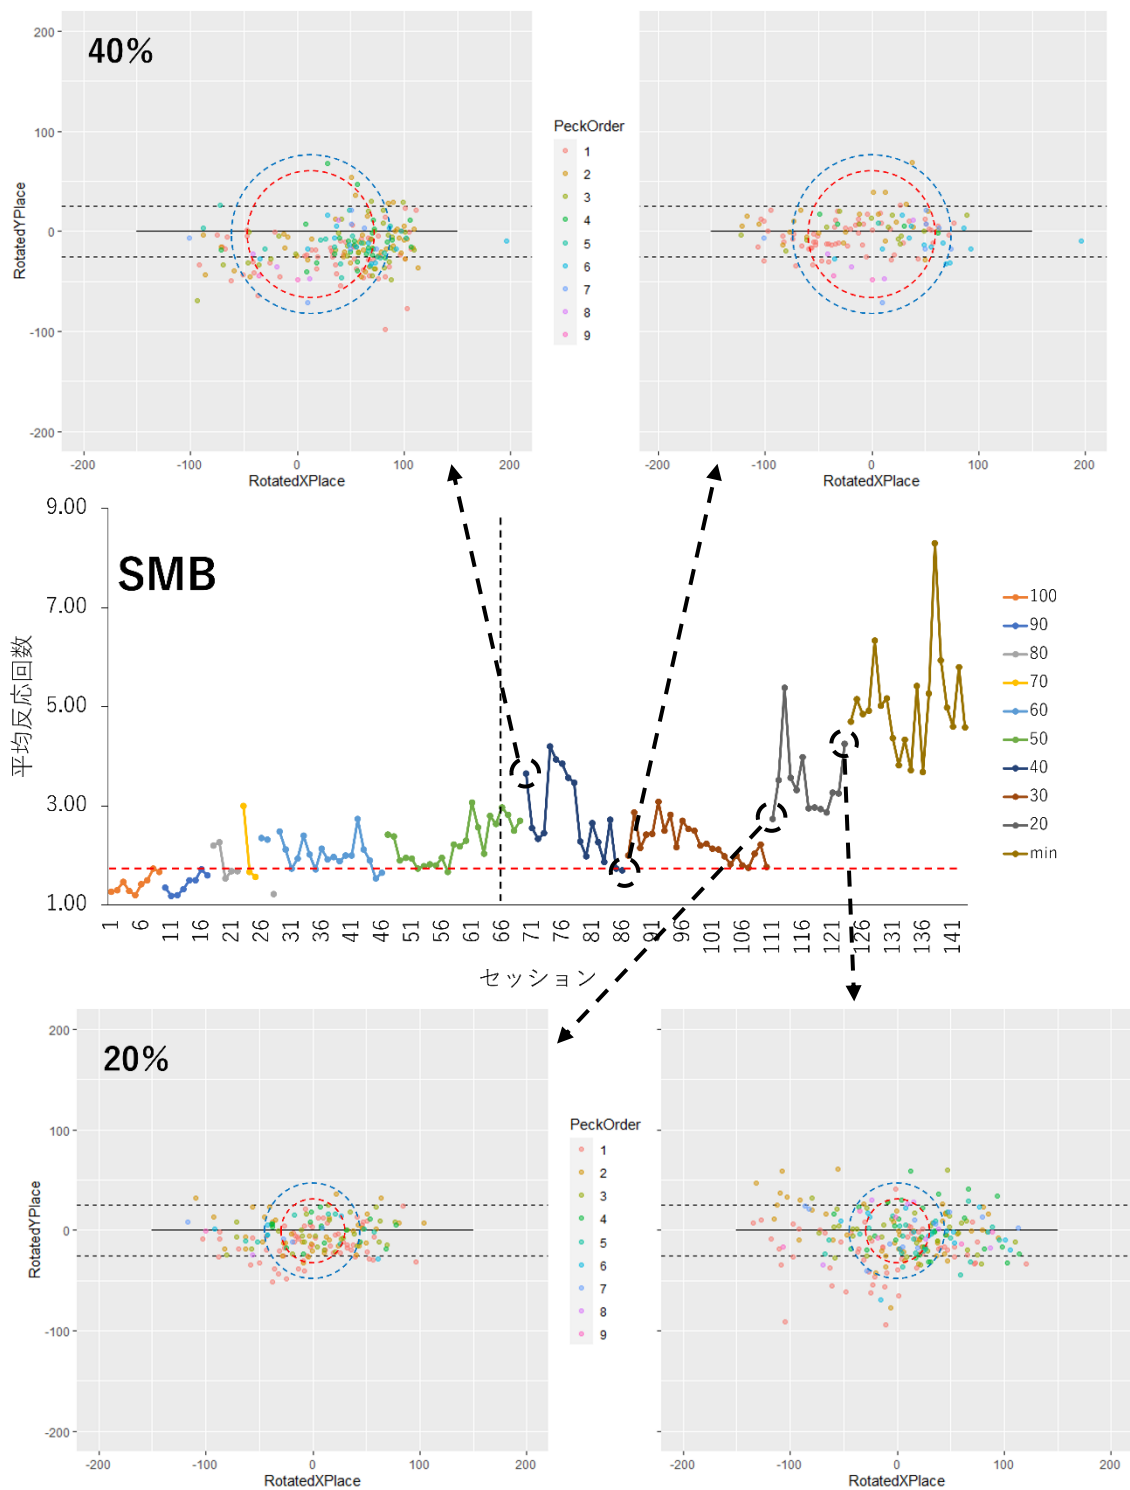 40%
200
100
0
-100
-200
RotatedYPlace
-200 -100 0 100 200
RotatedXPlace
PeckOrder
1
2
3
4
5
6
7
8
9
-200 -100 0 100 200
RotatedXPlace
SMB
平均反応回数
9.00
7.00
5.00
3.00
1.00
1 6 11 16 21 26 31 36 41 46 51 56 61 66 71 76 81 86 91 96 101 106 111 116 121 126 131 136 141
セッション
100
90
80
70
60
50
40
30
20
min
20%
200
100
0
-100
-200
RotatedYPlace
-200 -100 0 100 200
RotatedXPlace
PeckOrder
1
2
3
4
5
6
7
8
9
-200 -100 0 100 200
RotatedXPlace